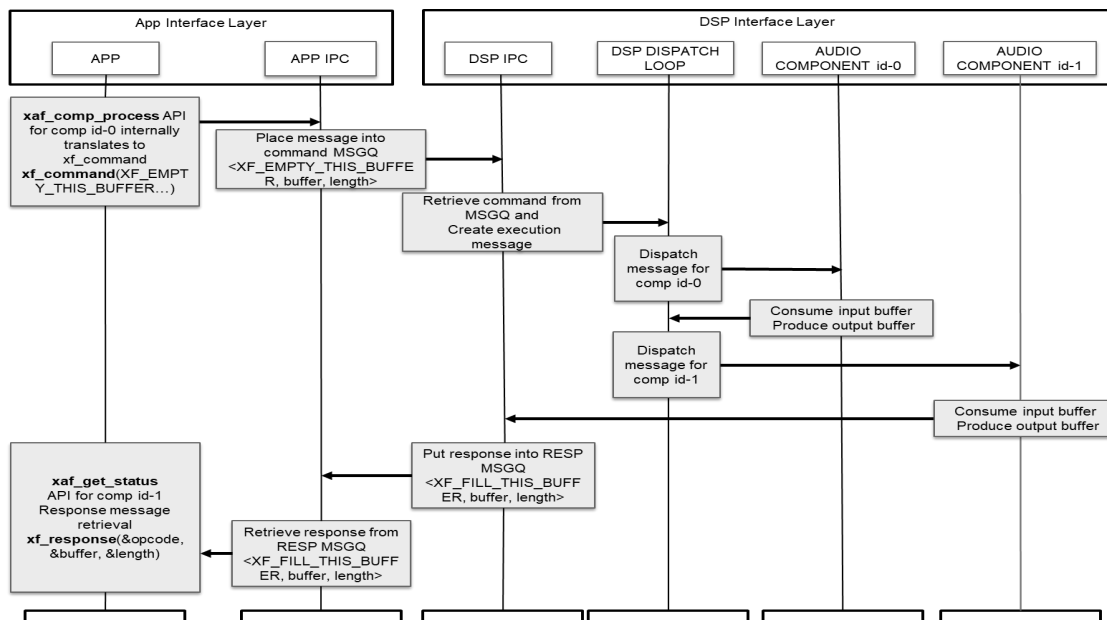 App Interface Layer
DSP Interface Layer
APP
APP IPC
DSP IPC
DSP DISPATCH
LOOP
AUDIO
COMPONENT id-0
AUDIO
COMPONENT id-1
xaf_comp_process API
for comp id-0 internally
translates to
xf_command
xf_command(XF_EMPT
Y_THIS_BUFFER...)
Place message into
command MSGQ
<XF_EMPTY_THIS_BUFFE
R, buffer, length>
Retrieve command from
MSGQ and
Create execution
message
Dispatch
message for
comp id-0
Consume input buffer
Produce output buffer
Dispatch
message for
comp id-1
Consume input buffer
Produce output buffer
Put response into RESP
MSGQ
<XF_FILL_THIS_BUFF
ER, buffer, length>
xaf_get_status
API for comp id-1
Response message
retrieval
xf_response(&opcode,
&buffer, &length)
Retrieve response from
RESP MSGQ
<XF_FILL_THIS_BUFF
ER, buffer, length>